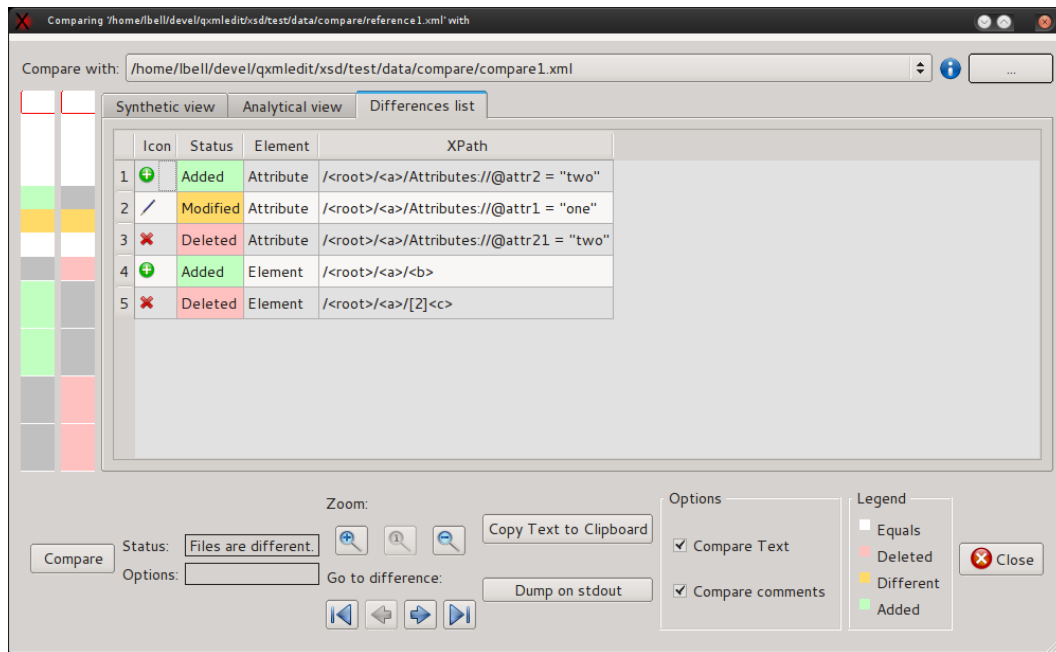 Comparing '/home/lbell/devel/qxmledit/xsd/test/data/compare/reference1.xml' with
Compare with: /home/lbell/devel/qxmledit/xsd/test/data/compare/compare1.xml ...
Synthetic view Analytical view Differences list
Icon Status Element XPath
1 Added Attribute /<root>/<a>/Attributes://@attr2 = "two"
2 Modified Attribute /<root>/<a>/Attributes://@attr1 = "one"
3 Deleted Attribute /<root>/<a>/Attributes://@attr21 = "two"
4 Added Element /<root>/<a>/<b>
5 Deleted Element /<root>/<a>/[2]<c>
Compare
Status: Files are different.
Options:
Zoom:
1
Go to difference:
Copy Text to Clipboard
Dump on stdout
Options
Compare Text
Compare comments
Legend
Equals
Deleted
Different
Added
Close